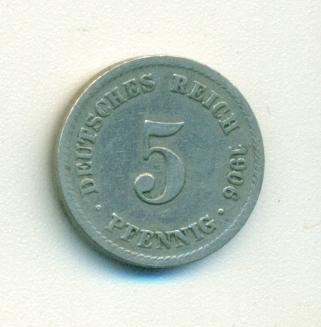 DEUTSCHES REICH 1906
5
· PFENNIG ·